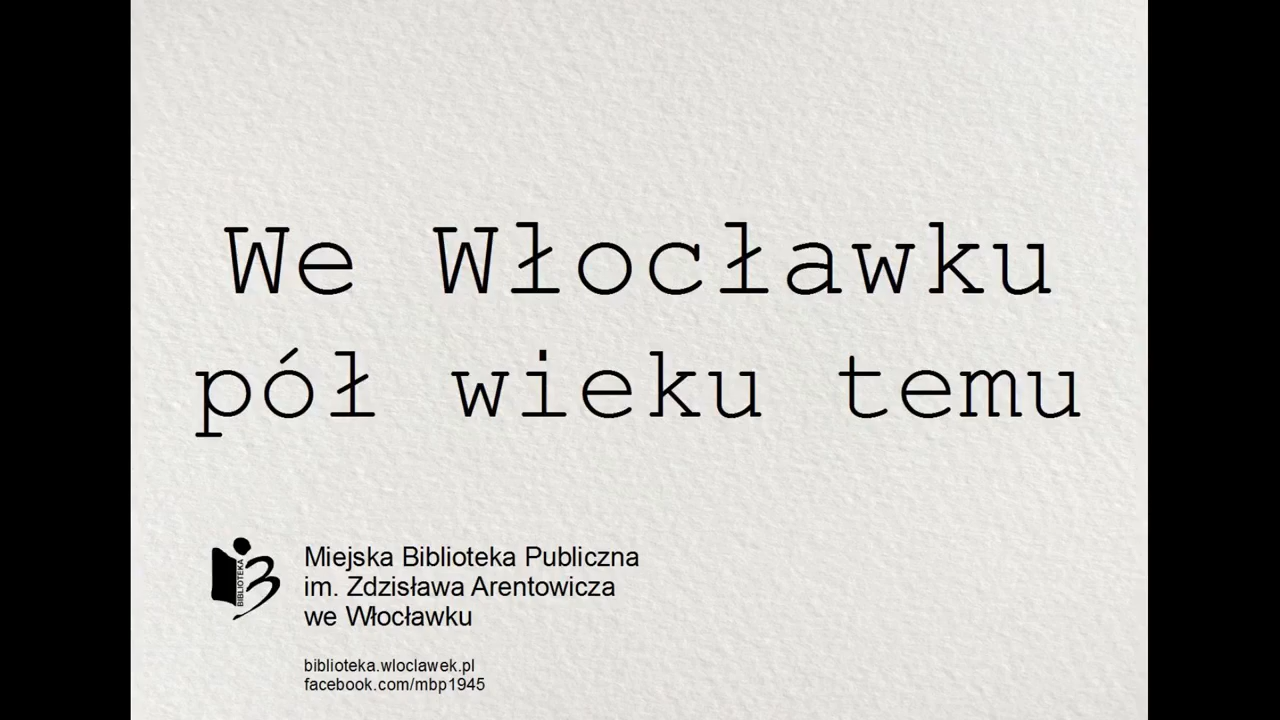 We Włocławku
pół wieku temu
BIBLIOTEKA
Miejska Biblioteka Publiczna
im. Zdzisława Arentowicza
we Włocławku
biblioteka.wloclawek.pl
facebook.com/mbp1945